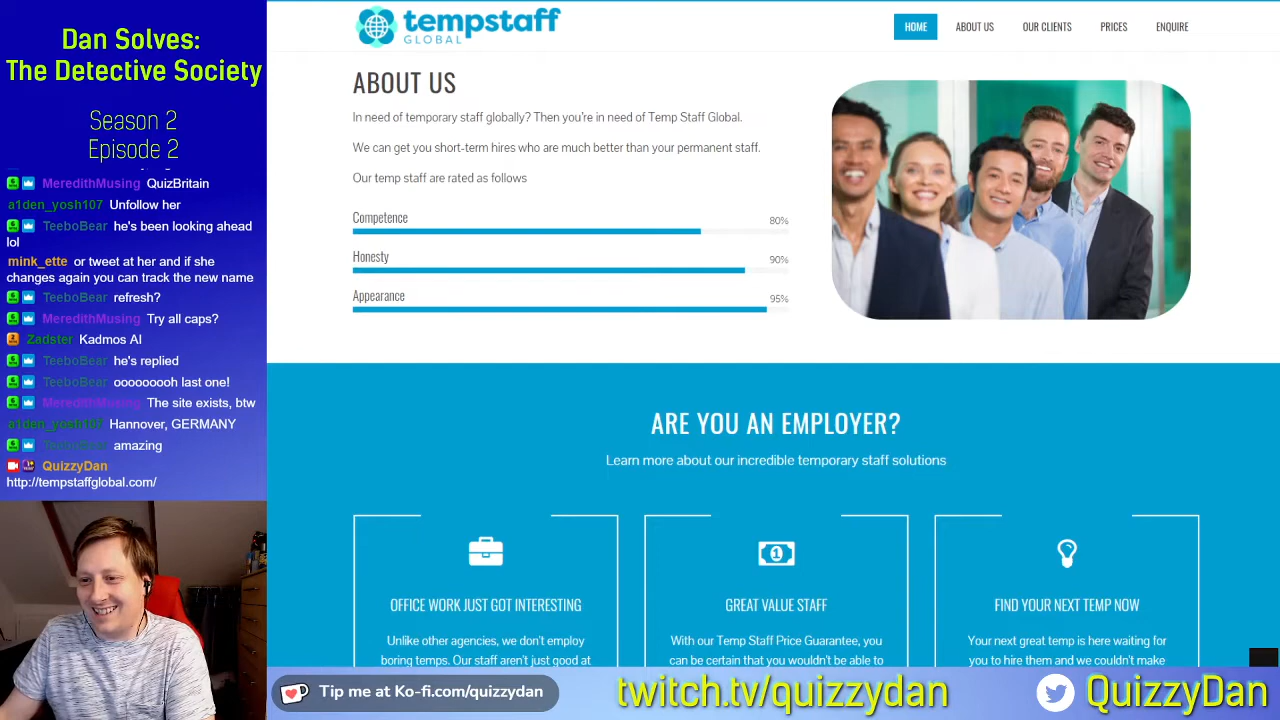 Dan Solves:
The Detective Society
Season 2
Episode 2
MeredithMusing QuizBritain
a1den_yosh107 Unfollow her
TeeboBear he's been looking ahead
lol
mink_ette or tweet at her and if she
changes again you can track the new name
TeeboBear refresh?
MeredithMusing Try all caps?
Zadster Kadmos AI
TeeboBear he's replied
TeeboBear ooooooooh last one!
MeredithMusing The site exists, btw
a1den_yosh107 Hannover, GERMANY
TeeboBear amazing
QuizzyDan
http://tempstaffglobal.com/
tempstaff
GLOBAL
HOME ABOUT US OUR CLIENTS PRICES ENQUIRE
ABOUT US
In need of temporary staff globally? Then you're in need of Temp Staff Global.
We can get you short-term hires who are much better than your permanent staff.
Our temp staff are rated as follows
Competence 80%
Honesty 90%
Appearance 95%
ARE YOU AN EMPLOYER?
Learn more about our incredible temporary staff solutions
OFFICE WORK JUST GOT INTERESTING
Unlike other agencies, we don't employ
boring temps. Our staff aren't just good at
1
GREAT VALUE STAFF
With our Temp Staff Price Guarantee, you
can be certain that you wouldn't be able to
FIND YOUR NEXT TEMP NOW
Your next great temp is here waiting for
you to hire them and we couldn't make
Tip me at Ko-fi.com/quizzydan
twitch.tv/quizzydan
QuizzyDan